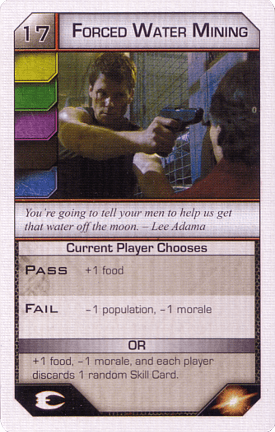 17
FORCED WATER MINING
You're going to tell your men to help us get
that water off the moon. – Lee Adama
Current Player Chooses
PASS +1 food
FAIL –1 population, –1 morale
OR
+1 food, –1 morale, and each player
discards 1 random Skill Card.